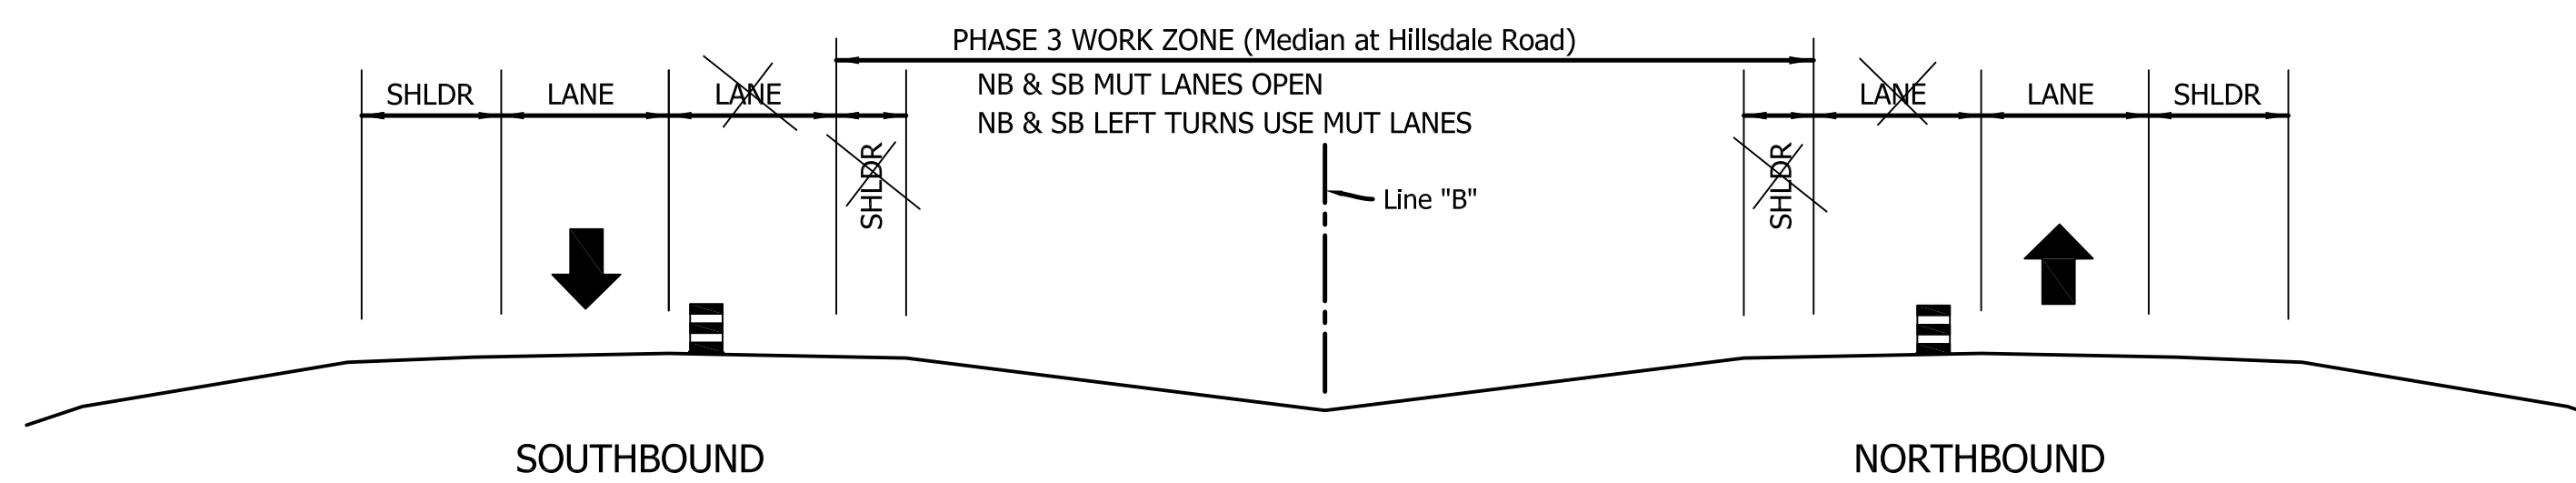 PHASE 3 WORK ZONE (Median at Hillsdale Road)
NB & SB MUT LANES OPEN
NB & SB LEFT TURNS USE MUT LANES
SHLDR
LANE
LANE
SHLDR
Line "B"
SHLDR
LANE
LANE
SHLDR
SOUTHBOUND
NORTHBOUND